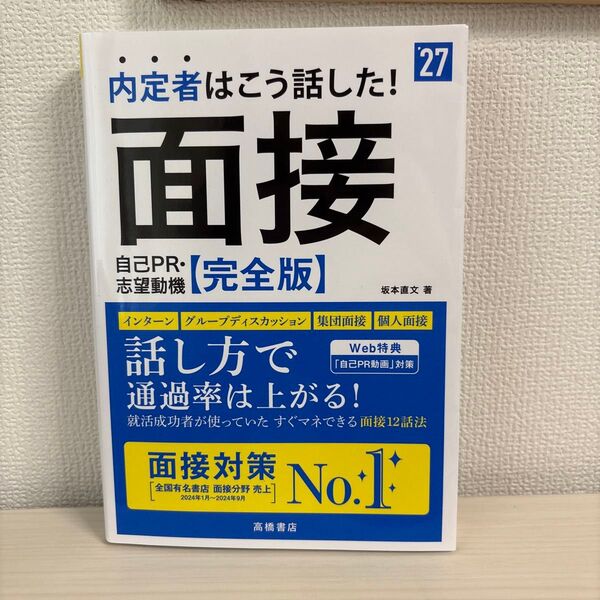 '27
内定者はこう話した!
面接
自己PR・
志望動機
【完全版】
坂本直文 著
インターン グループディスカッション 集団面接 個人面接
話し方で
通過率は上がる!
Web特典
「自己PR動画」対策
就活成功者が使っていた すぐマネできる 面接12話法
面接対策
全国有名書店 面接分野 売上
2024年1月〜2024年9月
No.1
高橋書店